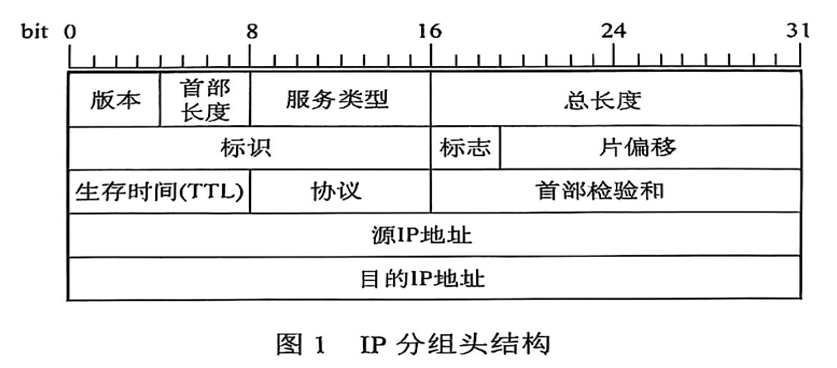 bit 0 8 16 24 31
版本 首部长度 服务类型 总长度
标识 标志 片偏移
生存时间(TTL) 协议 首部检验和
源IP地址
目的IP地址
图 1 IP 分组头结构